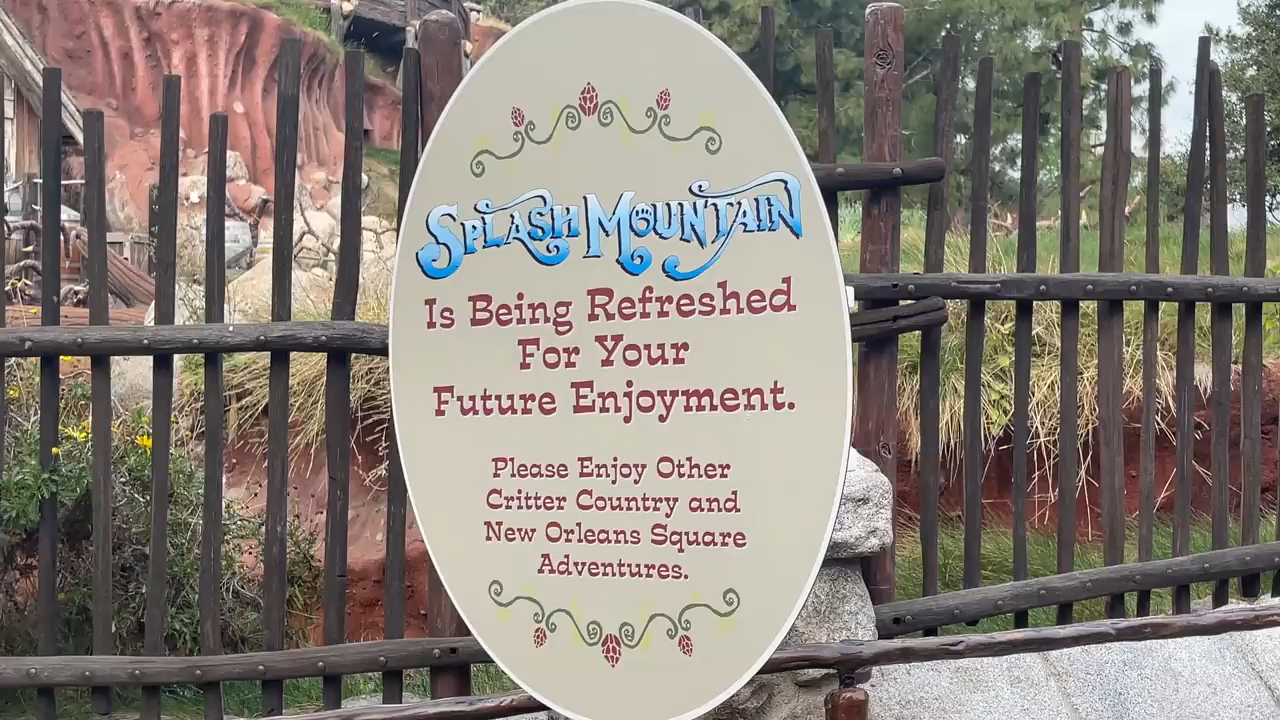 Splash Mountain
Is Being Refreshed
For Your
Future Enjoyment.
Please Enjoy Other
Critter Country and
New Orleans Square
Adventures.